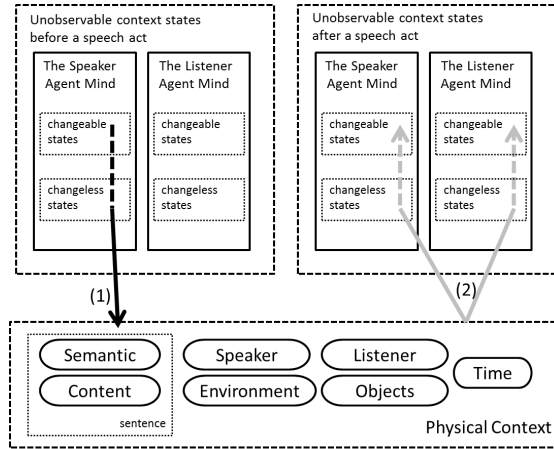 Unobservable context states
before a speech act
The Speaker
Agent Mind
changeable
states
changeless
states
The Listener
Agent Mind
changeable
states
changeless
states
Unobservable context states
after a speech act
The Speaker
Agent Mind
changeable
states
changeless
states
The Listener
Agent Mind
changeable
states
changeless
states
(1)
(2)
Semantic
Content
sentence
Speaker
Listener
Environment
Objects
Time
Physical Context